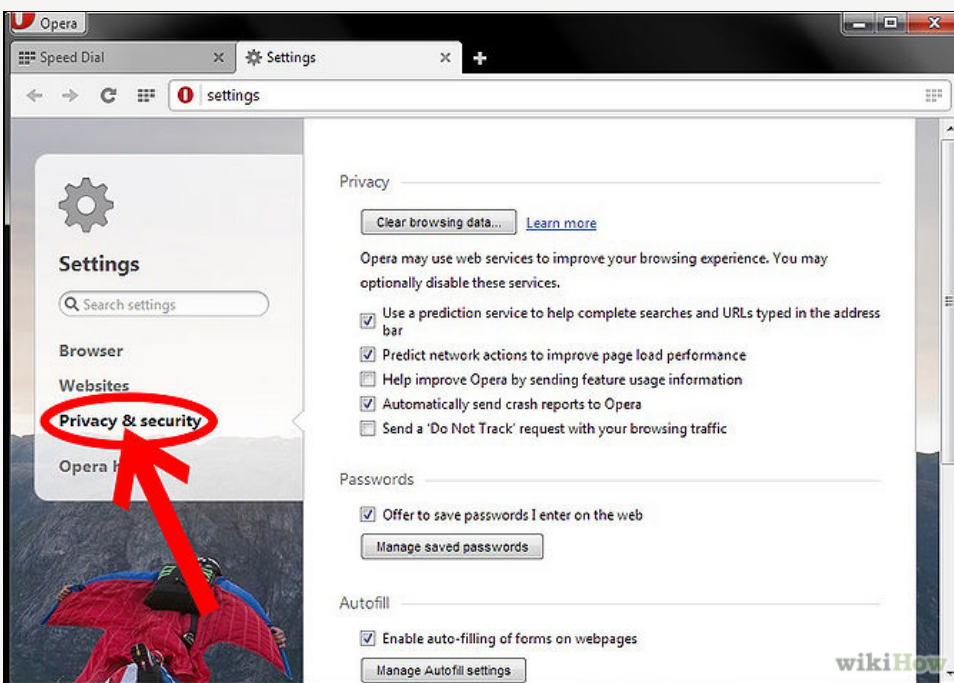 Opera
Speed Dial
Settings
settings
Settings
Search settings
Browser
Websites
Privacy & security
Opera
Privacy
Clear browsing data... Learn more
Opera may use web services to improve your browsing experience. You may
optionally disable these services.
Use a prediction service to help complete searches and URLs typed in the address
bar
Predict network actions to improve page load performance
Help improve Opera by sending feature usage information
Automatically send crash reports to Opera
Send a 'Do Not Track' request with your browsing traffic
Passwords
Offer to save passwords I enter on the web
Manage saved passwords
Autofill
Enable auto-filling of forms on webpages
Manage Autofill settings
wikiHow